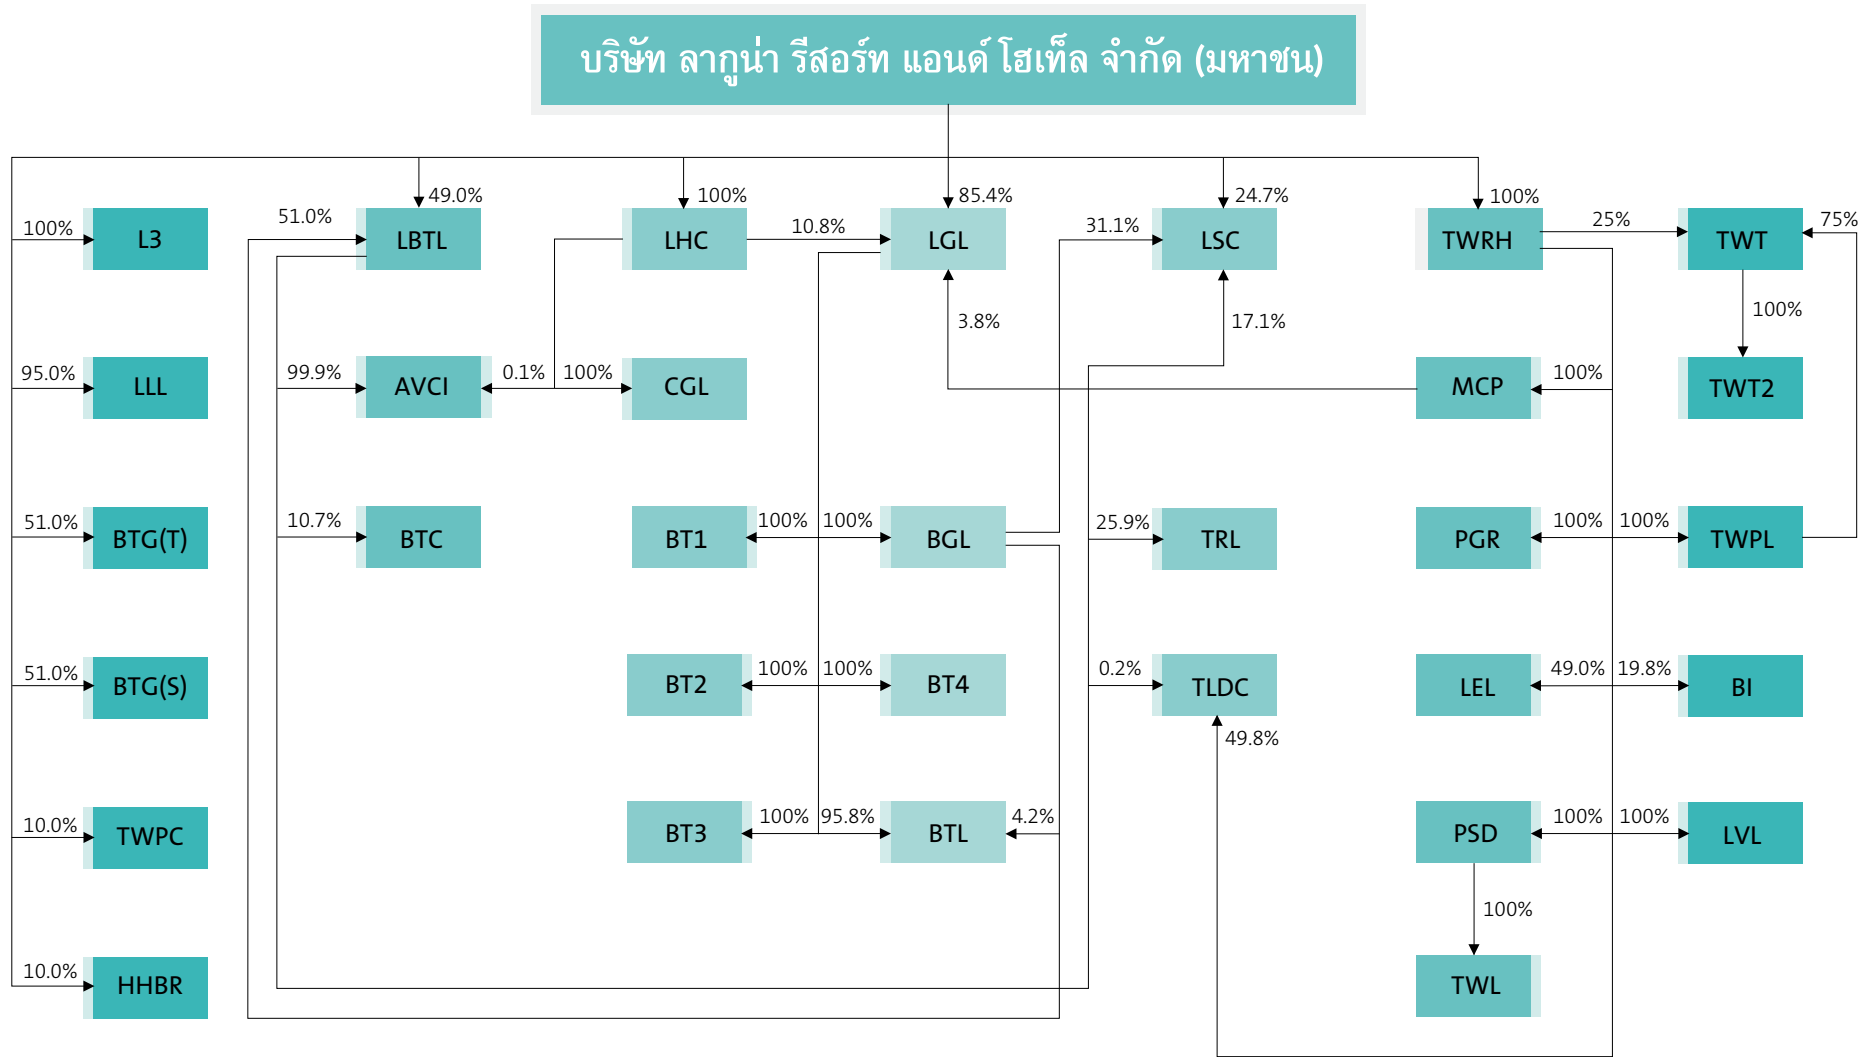 บริษัท ลากูน่า รีสอร์ท แอนด์ โฮเท็ล จำกัด (มหาชน)
49.0% 100% 85.4% 24.7% 100%
100% L3 51.0% LBTL LHC 10.8% LGL 31.1% LSC TWRH 25% TWT 75%
3.8% 17.1% 100%
95.0% LLL 99.9% AVCI 0.1% 100% CGL MCP 100% TWT2
51.0% BTG(T) 10.7% BTC BT1 100% 100% BGL 25.9% TRL PGR 100% 100% TWPL
51.0% BTG(S) BT2 100% 100% BT4 0.2% TLDC LEL 49.0% 19.8% BI
49.8%
10.0% TWPC BT3 100% 95.8% BTL 4.2% PSD 100% 100% LVL
100%
10.0% HHBR TWL